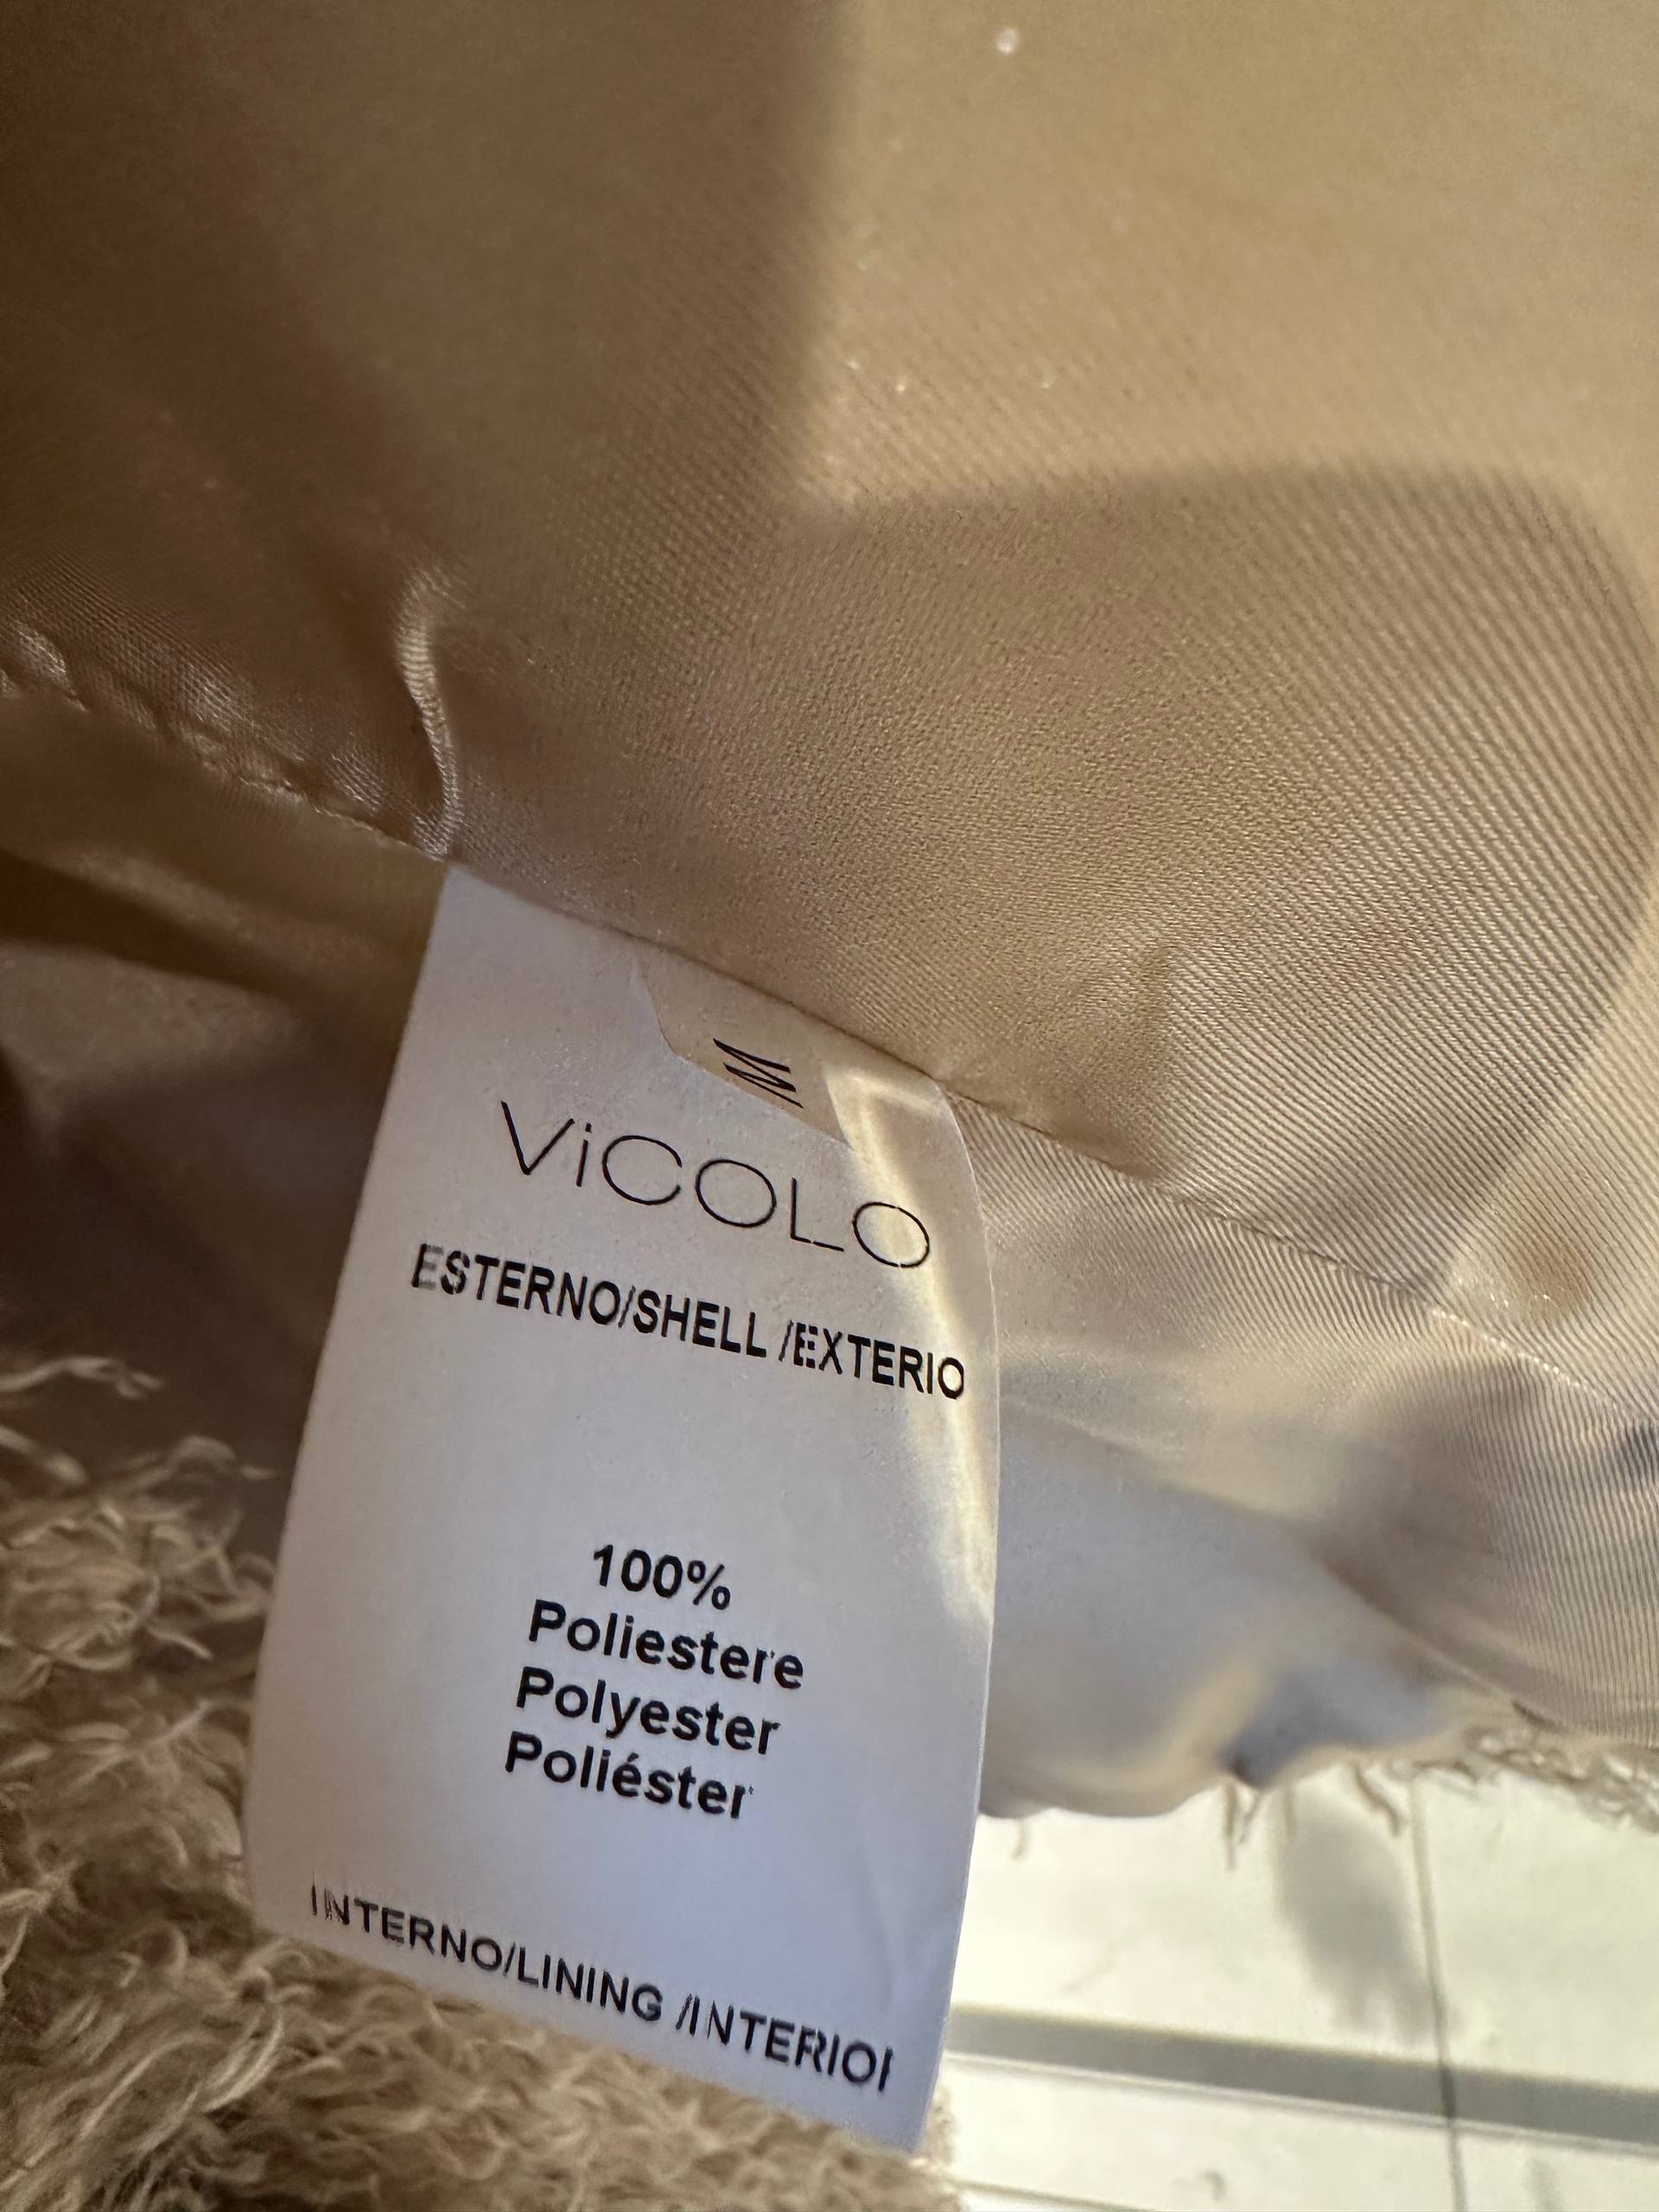 M
ViCOLO
ESTERNO/SHELL /EXTERIO
100%
Poliestere
Polyester
Poliéster
INTERNO/LINING /INTERIOI